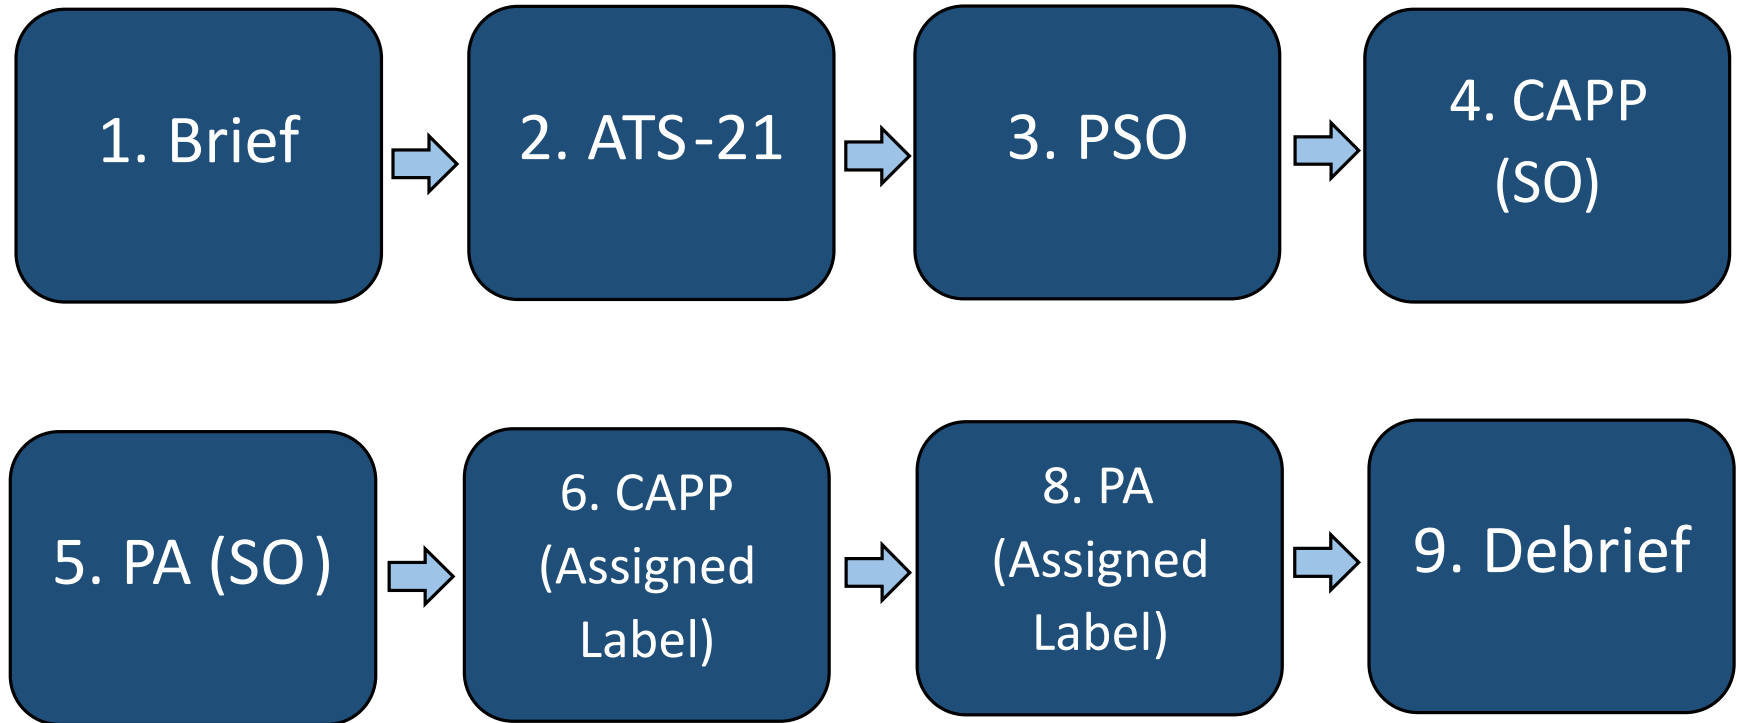 1. Brief
2. ATS-21
3. PSO
4. CAPP
(SO)
5. PA (SO)
6. CAPP
(Assigned
Label)
8. PA
(Assigned
Label)
9. Debrief